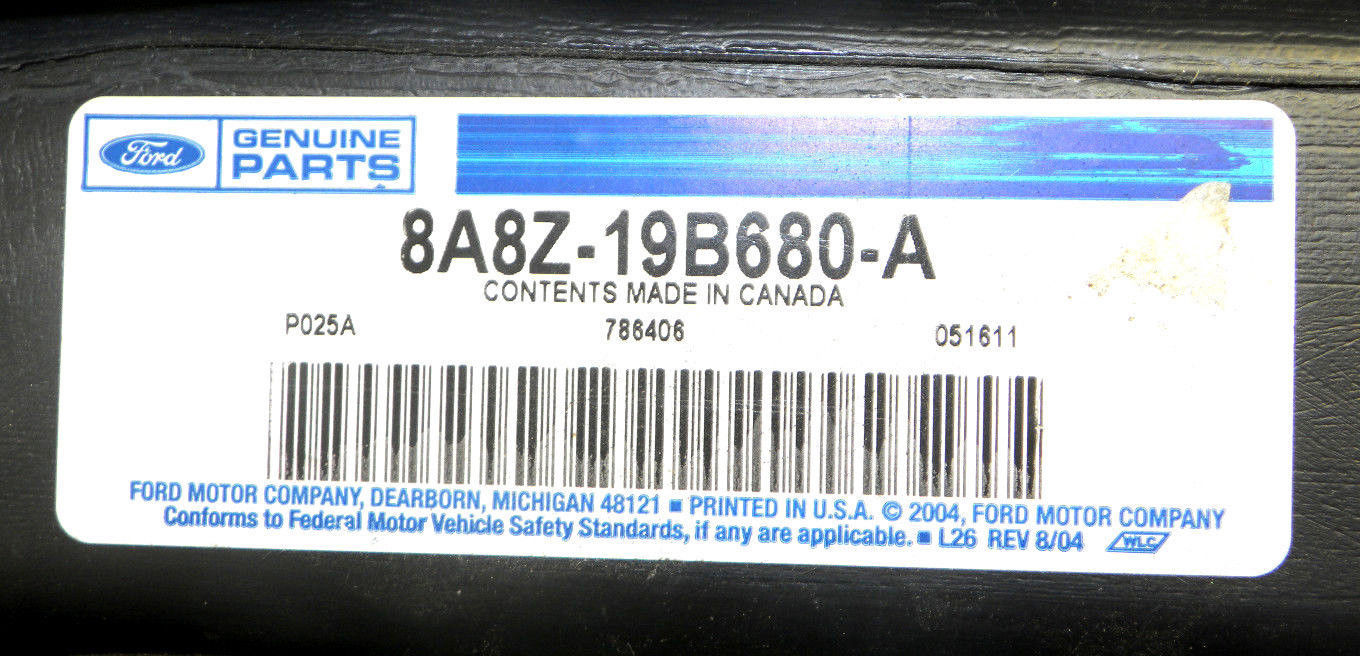 Ford
GENUINE
PARTS
8A8Z-19B680-A
CONTENTS MADE IN CANADA
P025A 786406 051611
FORD MOTOR COMPANY, DEARBORN, MICHIGAN 48121 ▪ PRINTED IN U.S.A. © 2004, FORD MOTOR COMPANY
Conforms to Federal Motor Vehicle Safety Standards, if any are applicable. ▪ L26 REV 8/04 WLC